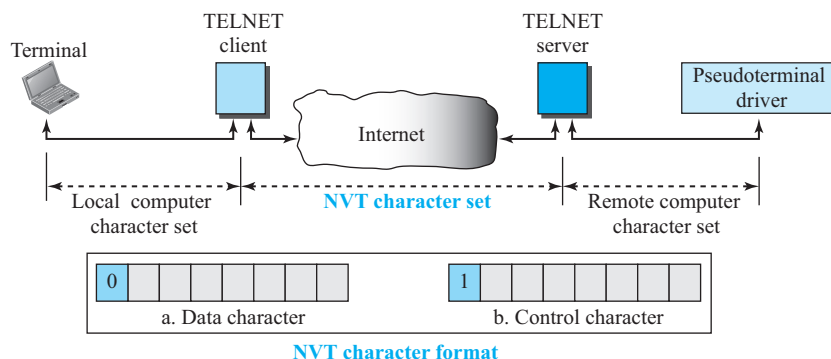 TELNET
client
TELNET
server
Terminal
Pseudoterminal
driver
Internet
Local computer
character set
NVT character set
Remote computer
character set
0
1
a. Data character
b. Control character
NVT character format